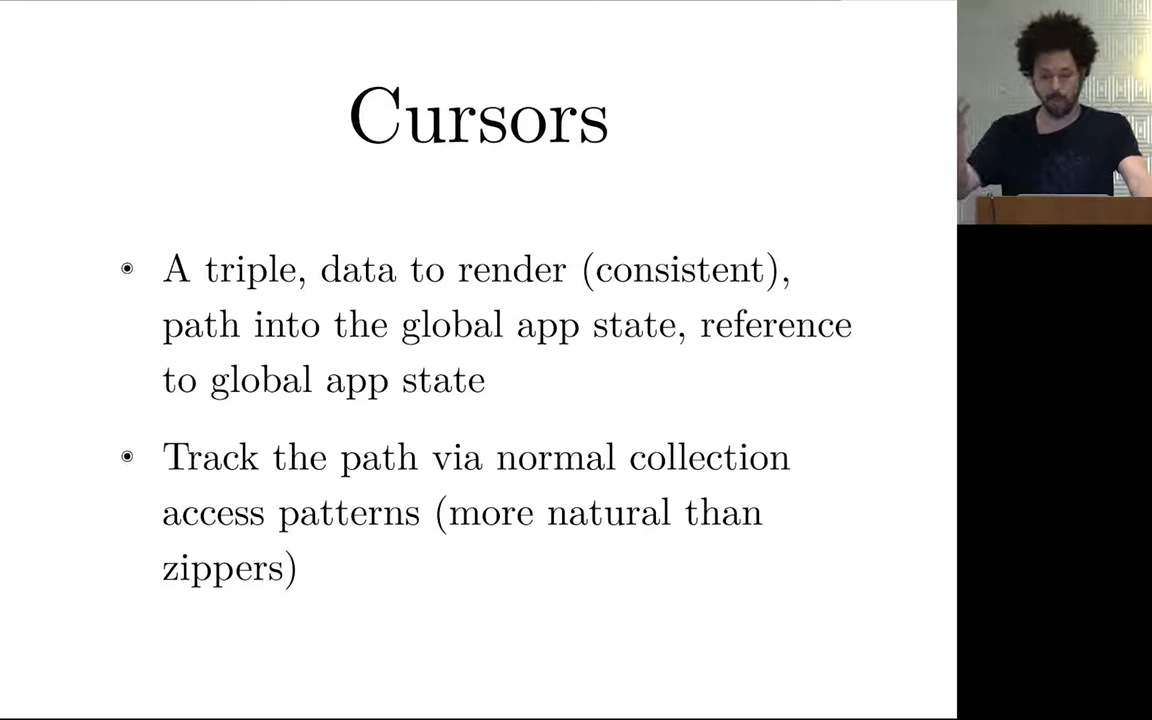 Cursors
A triple, data to render (consistent),
path into the global app state, reference
to global app state
Track the path via normal collection
access patterns (more natural than
zippers)